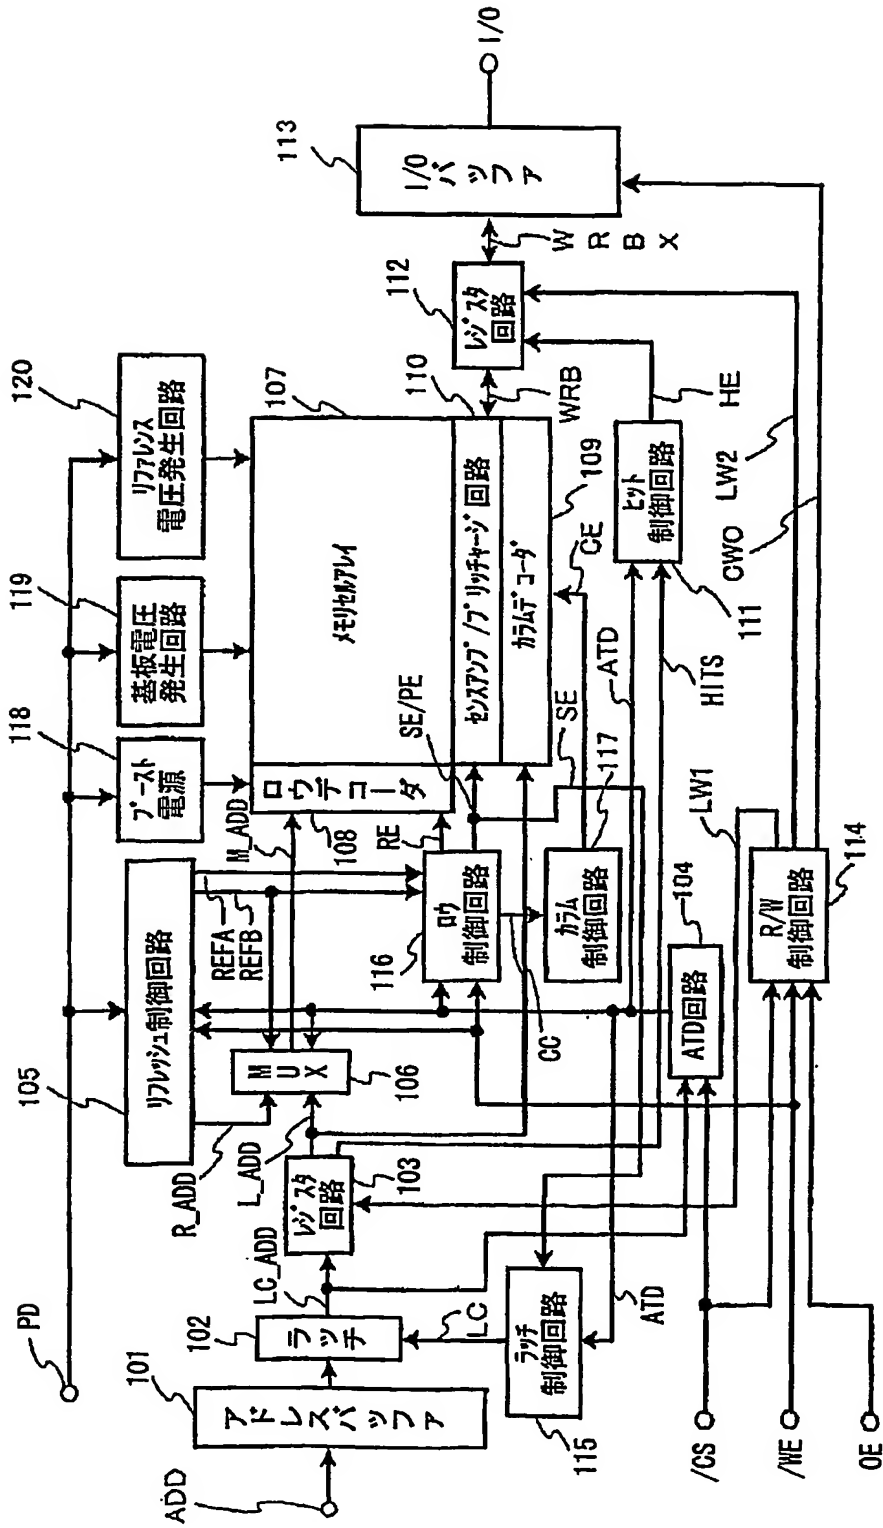 PD
120
リファレンス
電圧発生回路
119
基板電圧
発生回路
118
ブースト
電源
105
リフレッシュ制御回路
R_ADD
REFA
REFB
M_ADD
107
メモリセルアレイ
ロウデコーダ
108
110
センスアンプ/プリッチャージ回路
カラムデコーダ
109
SE/PE
RE
CE
SE
ATD
ADD
101
アドレスバッファ
102
ラッチ
LC_ADD
LC
103
レジスタ
回路
L_ADD
MUX
106
116
ロウ
制御回路
CC
カラム
制御回路
117
115
ラッチ
制御回路
ATD
104
ATD回路
HITS
ヒット
制御回路
111
HE
WRB
112
レジスタ
回路
WRBX
113
I/O
バッファ
I/O
LW1
LW2
CWO
R/W
制御回路
114
/CS
/WE
OE